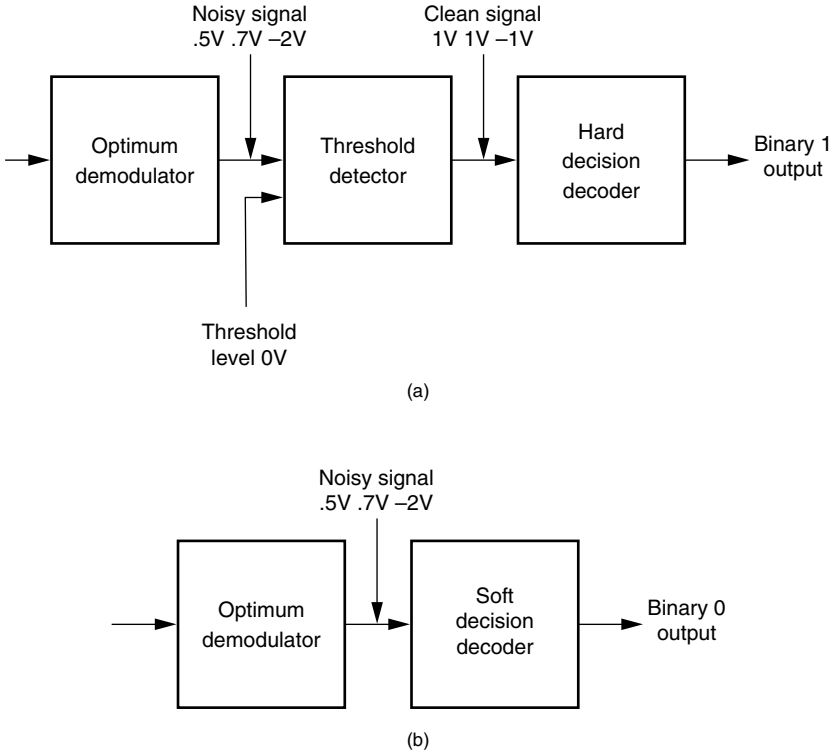 Noisy signal
.5V .7V –2V
Clean signal
1V 1V –1V
Optimum
demodulator
Threshold
detector
Hard
decision
decoder
Binary 1
output
Threshold
level 0V
(a)
Noisy signal
.5V .7V –2V
Optimum
demodulator
Soft
decision
decoder
Binary 0
output
(b)